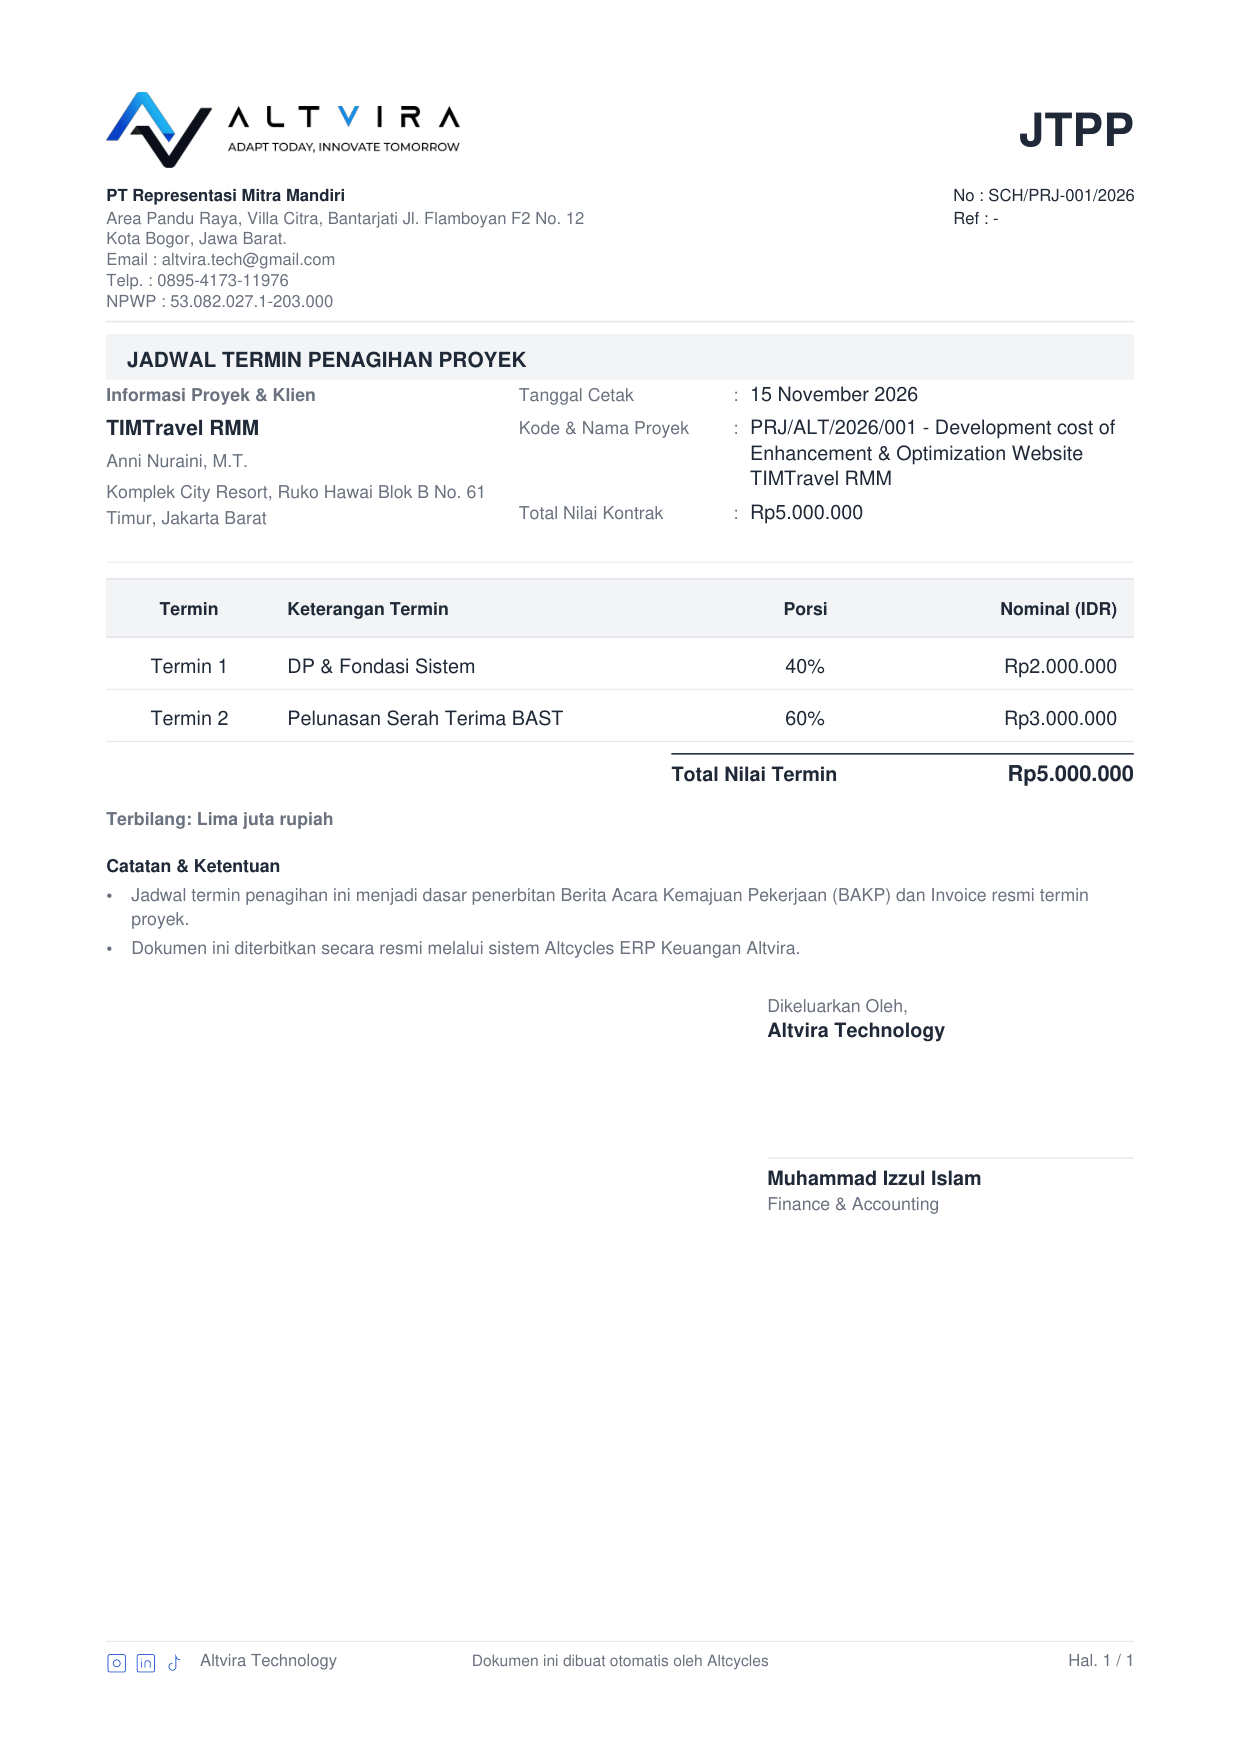 ALTVIRA
ADAPT TODAY, INNOVATE TOMORROW
JTPP
PT Representasi Mitra Mandiri
Area Pandu Raya, Villa Citra, Bantarjati Jl. Flamboyan F2 No. 12
Kota Bogor, Jawa Barat.
Email : altvira.tech@gmail.com
Telp. : 0895-4173-11976
NPWP : 53.082.027.1-203.000
No : SCH/PRJ-001/2026
Ref : -
JADWAL TERMIN PENAGIHAN PROYEK
Informasi Proyek & Klien
TIMTravel RMM
Anni Nuraini, M.T.
Komplek City Resort, Ruko Hawai Blok B No. 61
Timur, Jakarta Barat
Tanggal Cetak : 15 November 2026
Kode & Nama Proyek : PRJ/ALT/2026/001 - Development cost of
Enhancement & Optimization Website
TIMTravel RMM
Total Nilai Kontrak : Rp5.000.000
Termin Keterangan Termin Porsi Nominal (IDR)
Termin 1 DP & Fondasi Sistem 40% Rp2.000.000
Termin 2 Pelunasan Serah Terima BAST 60% Rp3.000.000
Total Nilai Termin Rp5.000.000
Terbilang: Lima juta rupiah
Catatan & Ketentuan
• Jadwal termin penagihan ini menjadi dasar penerbitan Berita Acara Kemajuan Pekerjaan (BAKP) dan Invoice resmi termin
proyek.
• Dokumen ini diterbitkan secara resmi melalui sistem Altcycles ERP Keuangan Altvira.
Dikeluarkan Oleh,
Altvira Technology
Muhammad Izzul Islam
Finance & Accounting
Altvira Technology Dokumen ini dibuat otomatis oleh Altcycles Hal. 1 / 1